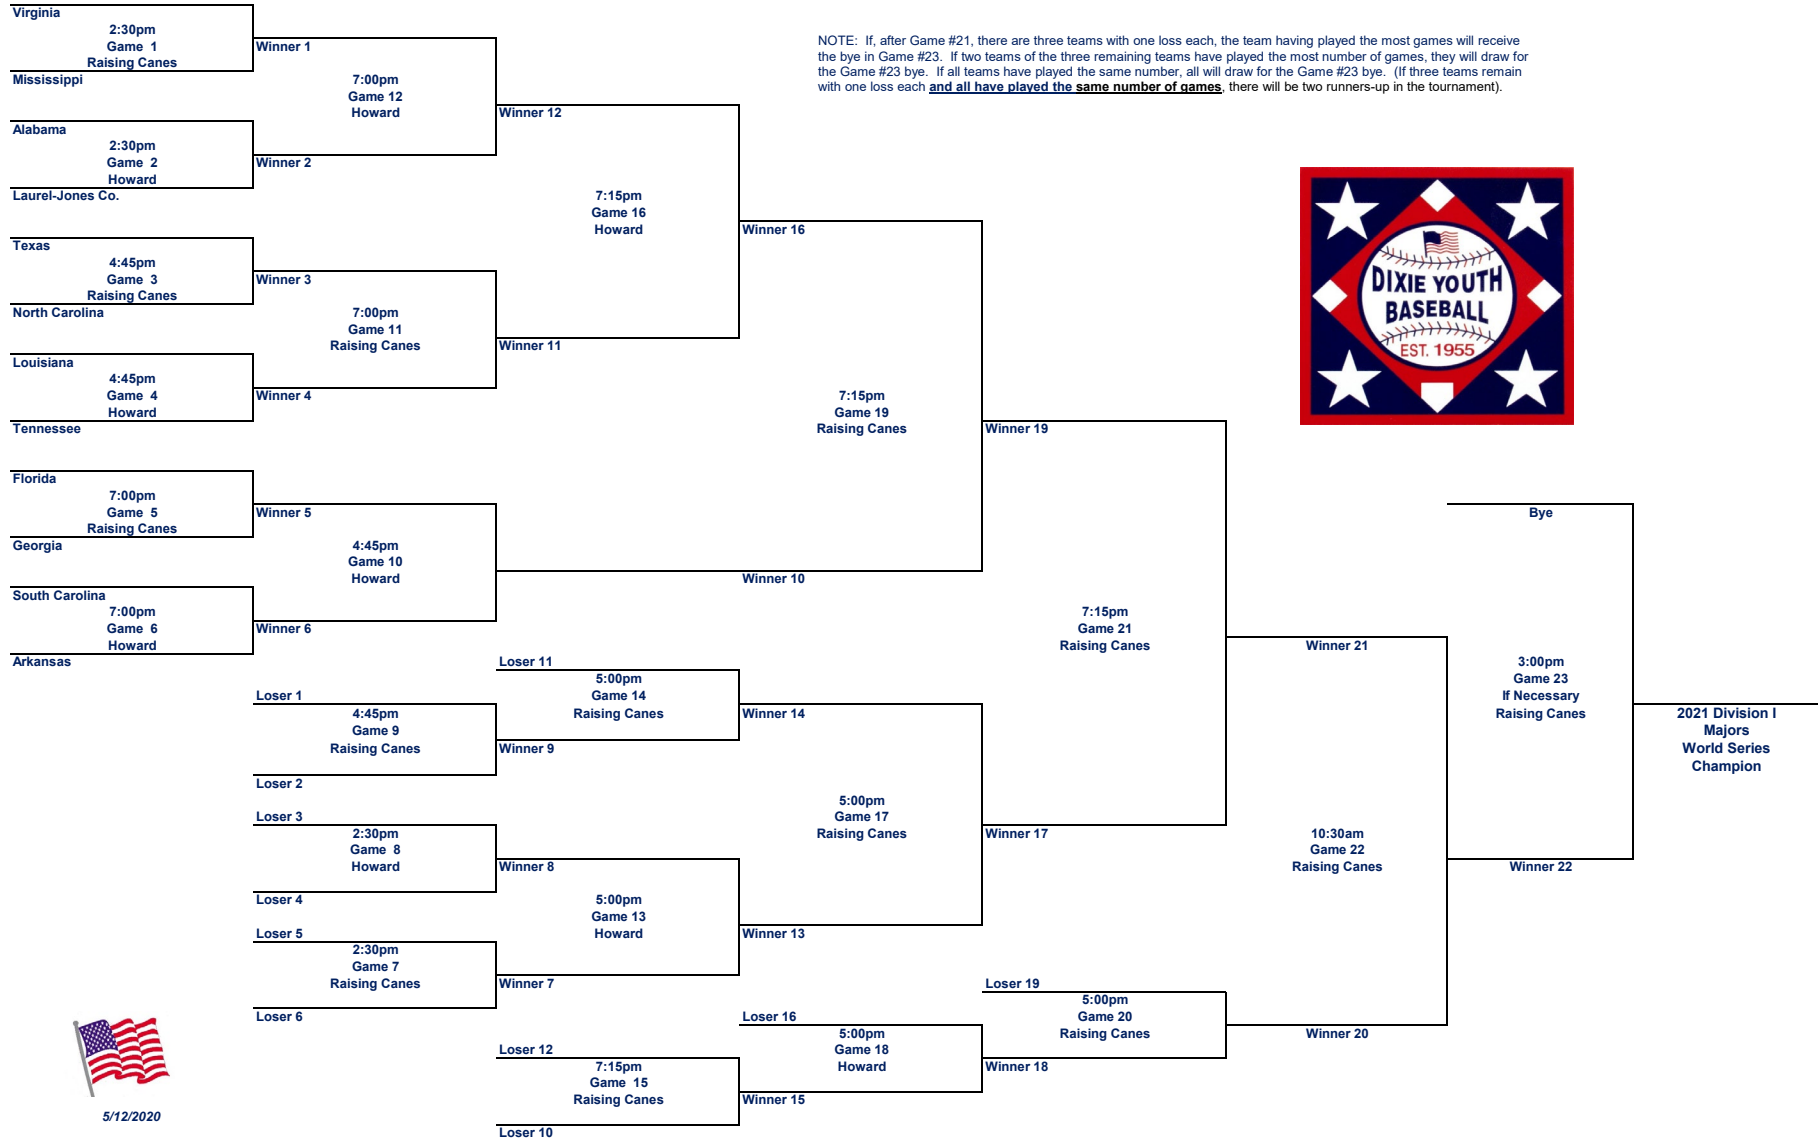 Virginia
2:30pm
Game 1
Raising Canes
Mississippi
Winner 1
7:00pm
Game 12
Howard
Alabama
2:30pm
Game 2
Howard
Laurel-Jones Co.
Winner 2
Winner 12
7:15pm
Game 16
Howard
Texas
4:45pm
Game 3
Raising Canes
North Carolina
Winner 3
7:00pm
Game 11
Raising Canes
Louisiana
4:45pm
Game 4
Howard
Tennessee
Winner 4
Winner 11
Winner 16
7:15pm
Game 19
Raising Canes
Florida
7:00pm
Game 5
Raising Canes
Georgia
Winner 5
4:45pm
Game 10
Howard
South Carolina
7:00pm
Game 6
Howard
Arkansas
Winner 6
Winner 10
Winner 19
NOTE: If, after Game #21, there are three teams with one loss each, the team having played the most games will receive
the bye in Game #23. If two teams of the three remaining teams have played the most number of games, they will draw for
the Game #23 bye. If all teams have played the same number, all will draw for the Game #23 bye. (If three teams remain
with one loss each and all have played the same number of games, there will be two runners-up in the tournament).
DIXIE YOUTH
BASEBALL
EST. 1955
7:15pm
Game 21
Raising Canes
Loser 11
5:00pm
Game 14
Raising Canes
Loser 1
4:45pm
Game 9
Raising Canes
Loser 2
Winner 9
Winner 14
5:00pm
Game 17
Raising Canes
Loser 3
2:30pm
Game 8
Howard
Loser 4
Winner 8
5:00pm
Game 13
Howard
Loser 5
2:30pm
Game 7
Raising Canes
Loser 6
Winner 7
Winner 13
Winner 17
Winner 21
10:30am
Game 22
Raising Canes
Loser 19
5:00pm
Game 20
Raising Canes
Loser 16
5:00pm
Game 18
Howard
Loser 12
7:15pm
Game 15
Raising Canes
Loser 10
Winner 15
Winner 18
Winner 20
Bye
3:00pm
Game 23
If Necessary
Raising Canes
Winner 22
2021 Division I
Majors
World Series
Champion
5/12/2020